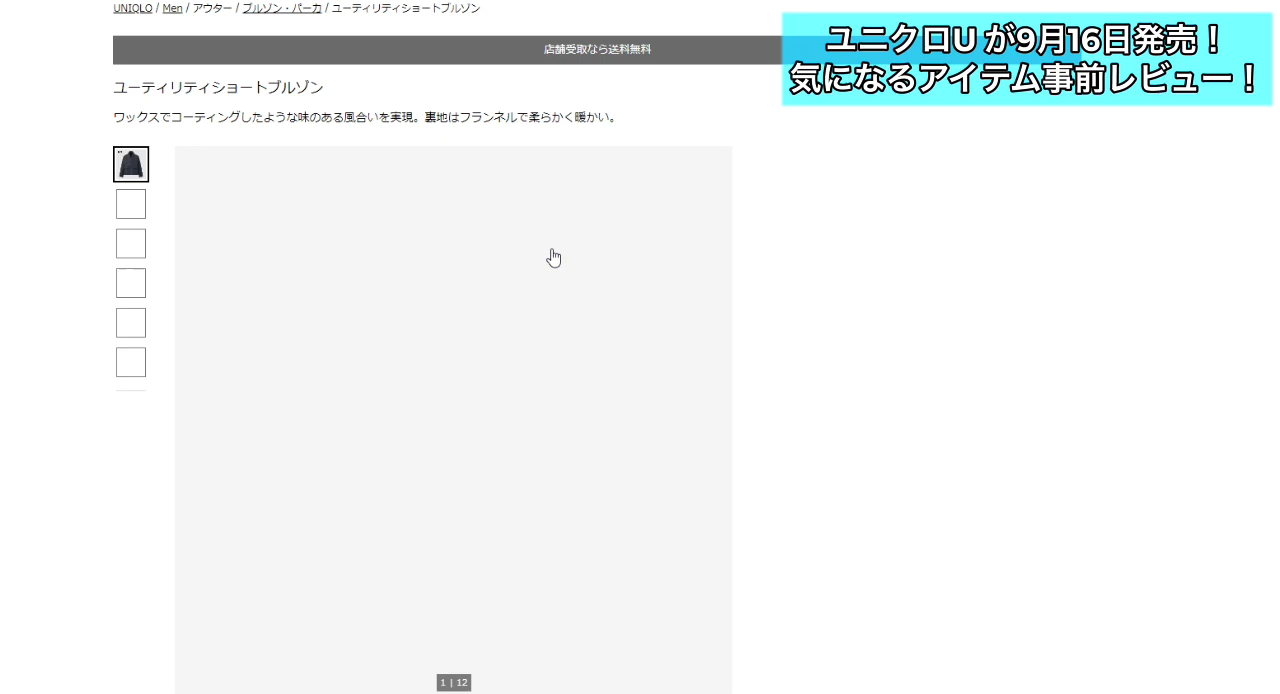 UNIQLO / Men / アウター / ブルゾン・パーカ / ユーティリティショートブルゾン
ユニクロU が9月16日発売！
気になるアイテム事前レビュー！
店舗受取なら送料無料
ユーティリティショートブルゾン
ワックスでコーティングしたような味のある風合いを実現。裏地はフランネルで柔らかく暖かい。
1 | 12